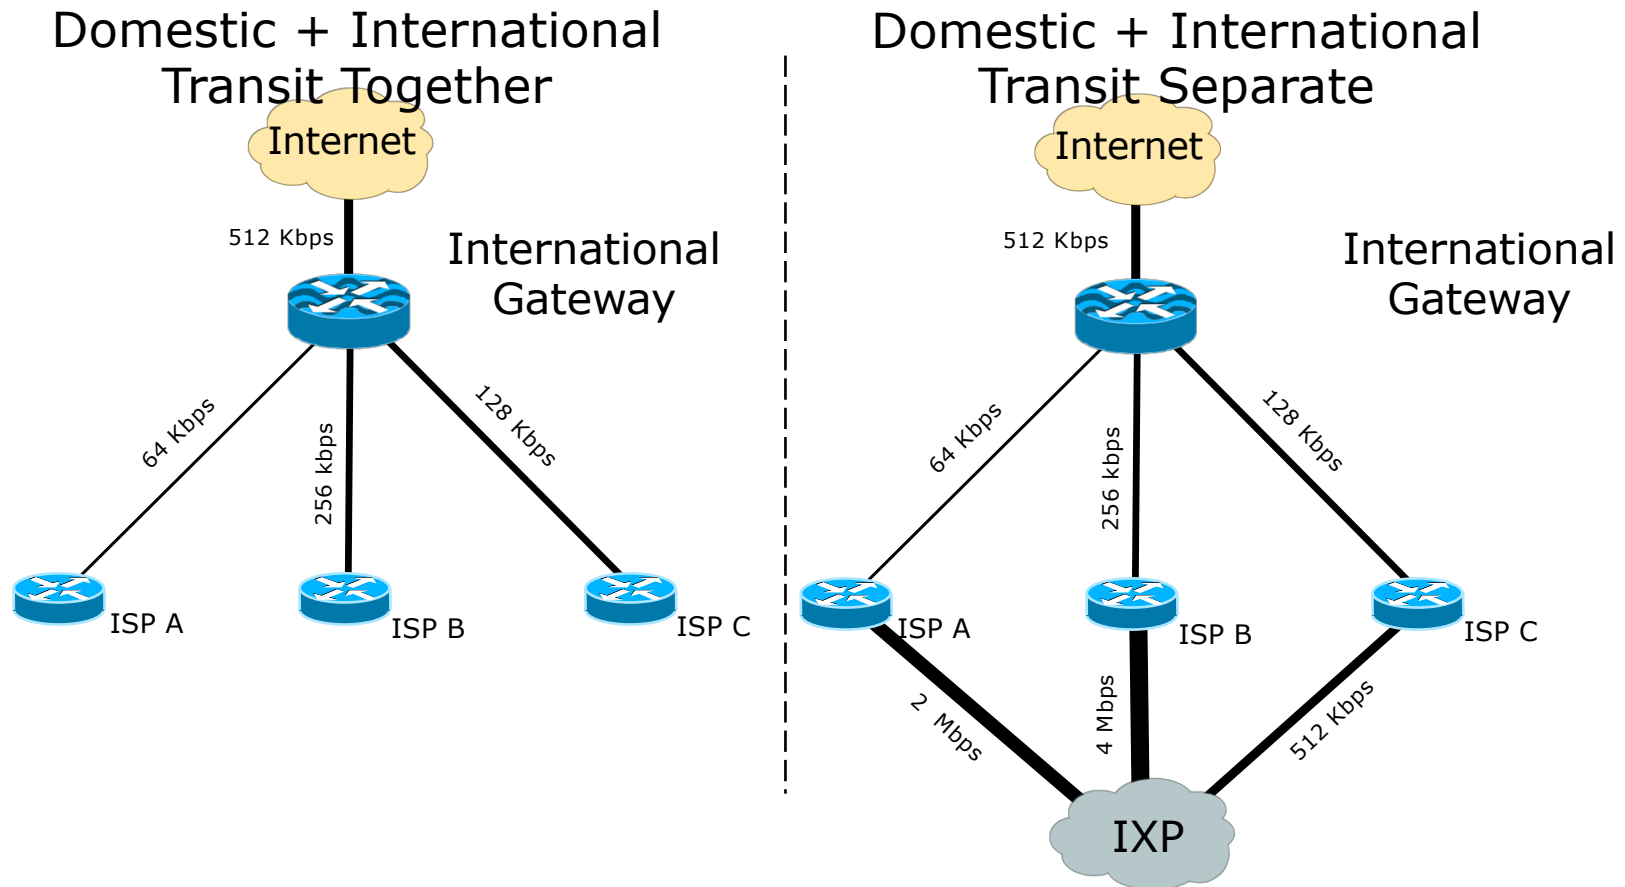 Domestic + International
Transit Together
Internet
512 Kbps
International
Gateway
64 Kbps
256 kbps
128 Kbps
ISP A
ISP B
ISP C
Domestic + International
Transit Separate
Internet
512 Kbps
International
Gateway
64 Kbps
256 kbps
128 Kbps
ISP A
ISP B
ISP C
2 Mbps
4 Mbps
512 Kbps
IXP